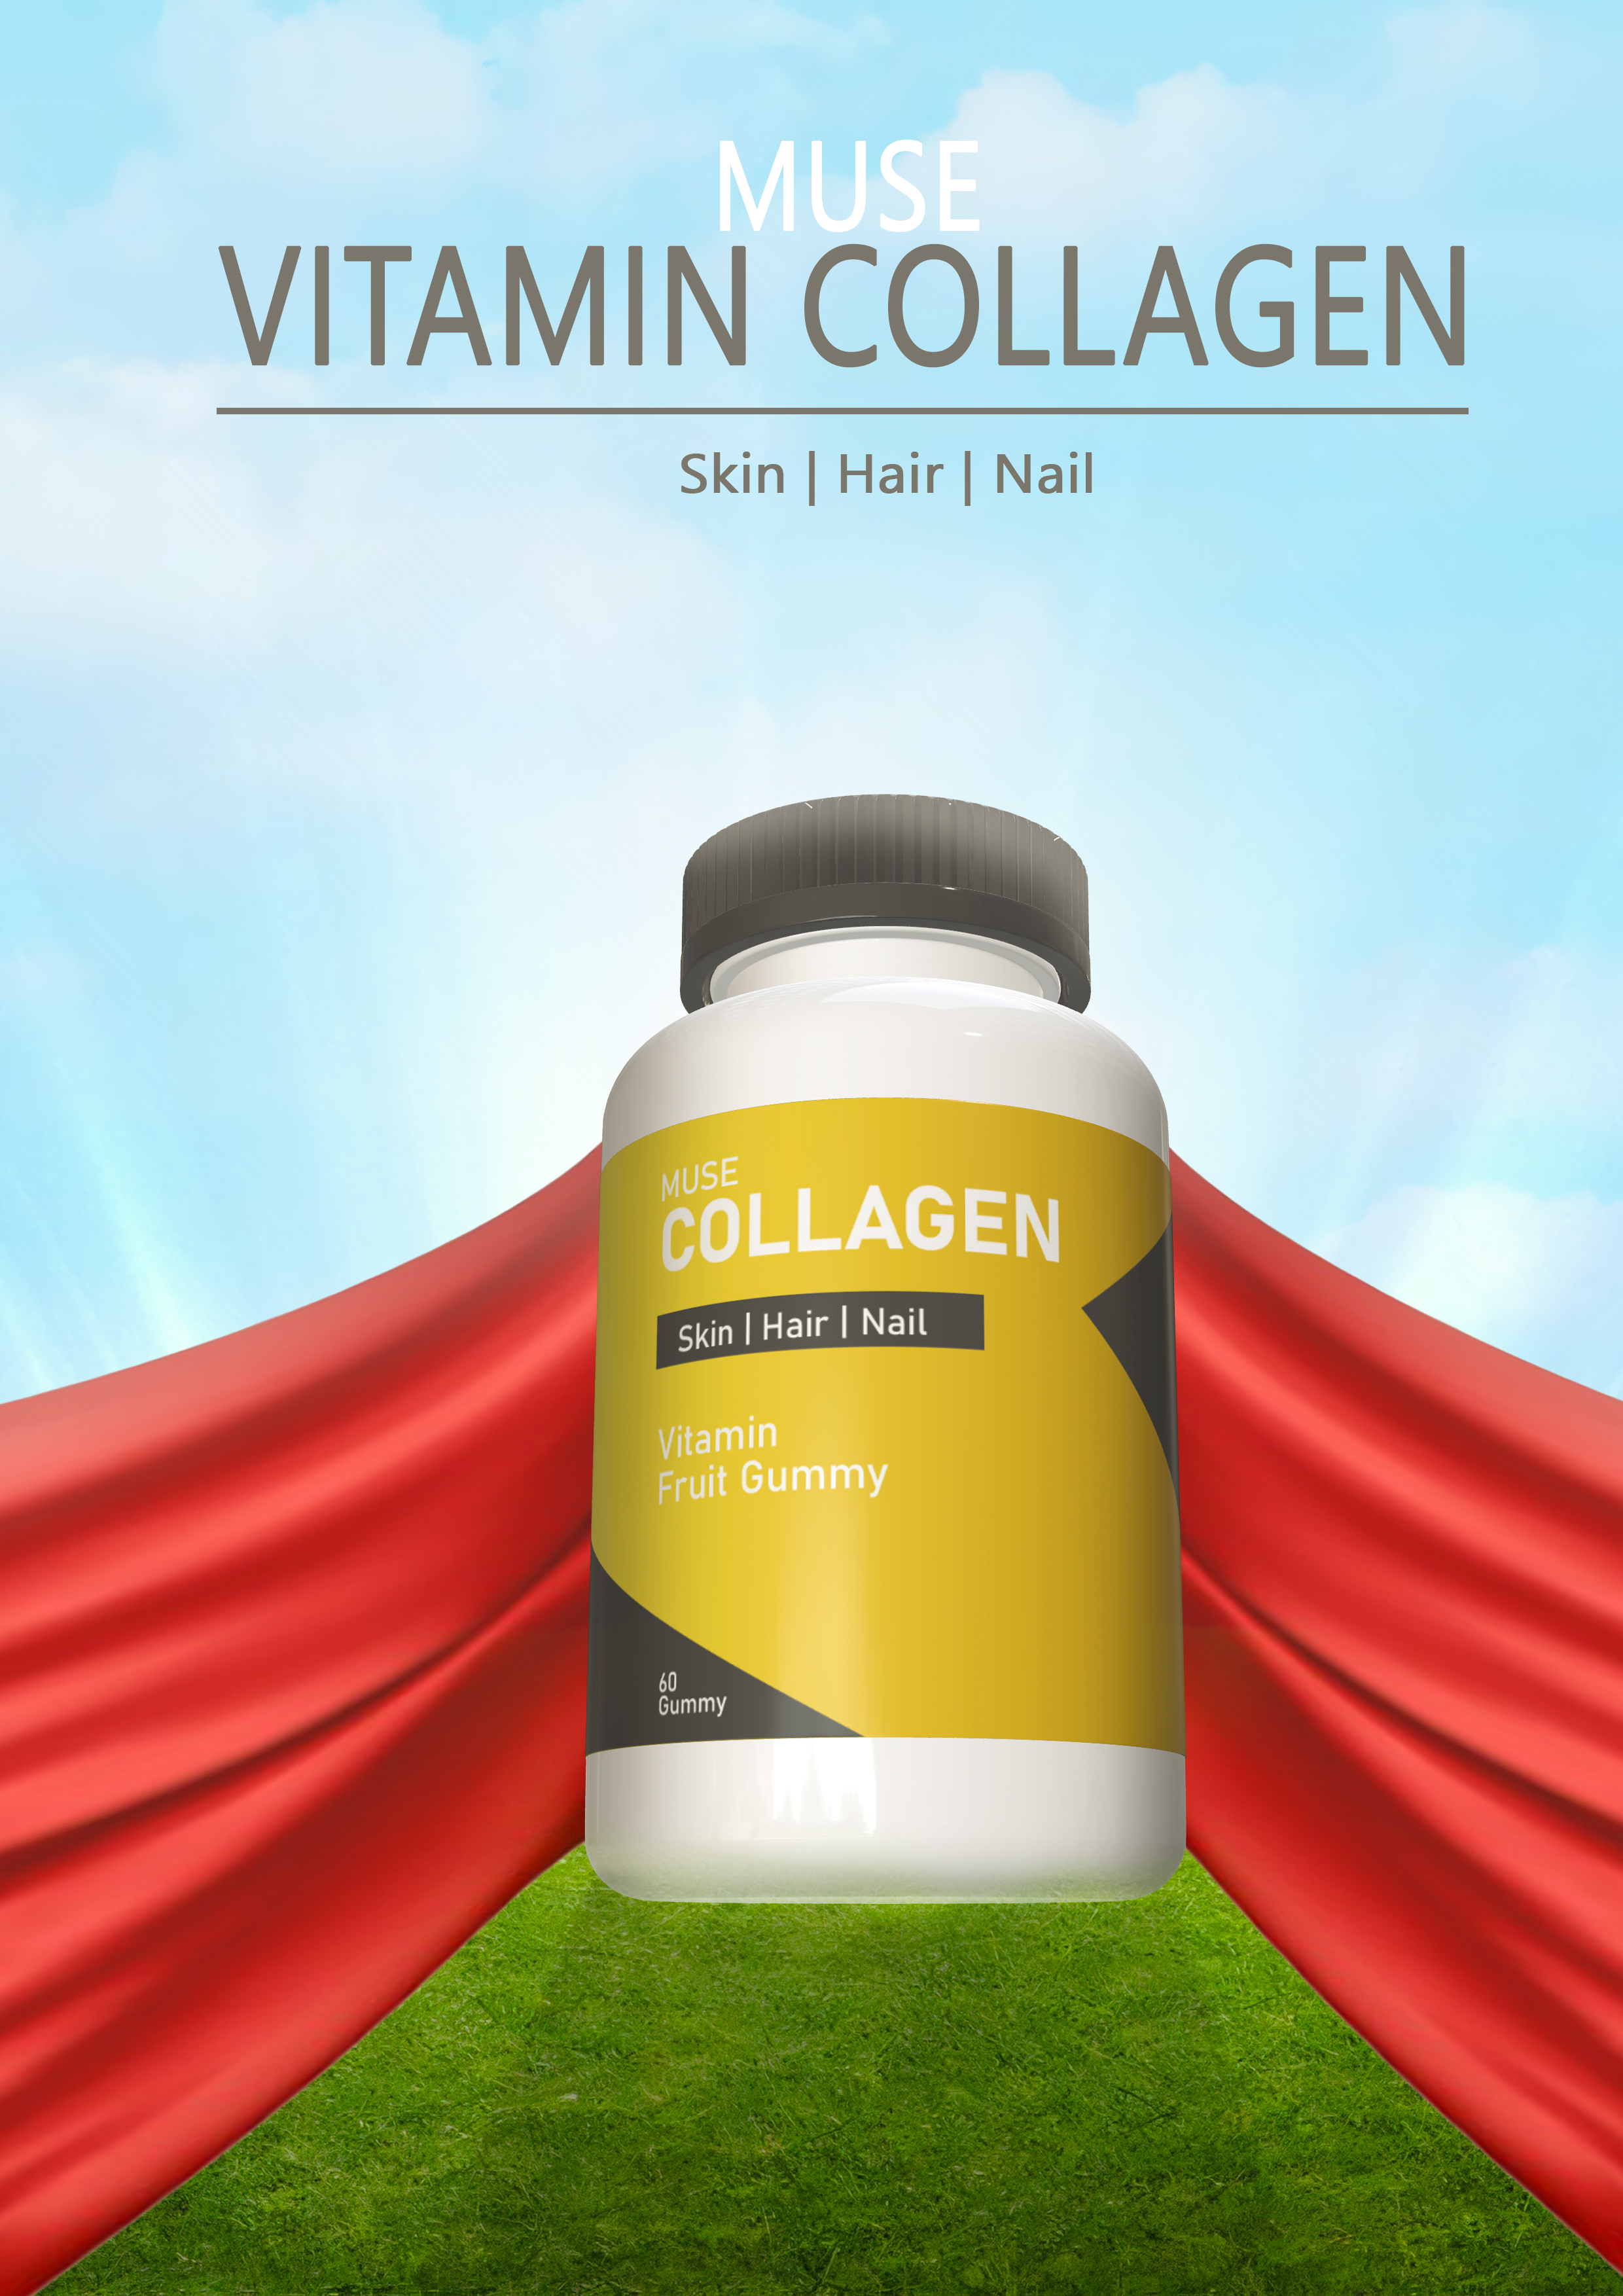 MUSE
VITAMIN COLLAGEN
Skin | Hair | Nail
MUSE
COLLAGEN
Skin | Hair | Nail
Vitamin
Fruit Gummy
60
Gummy